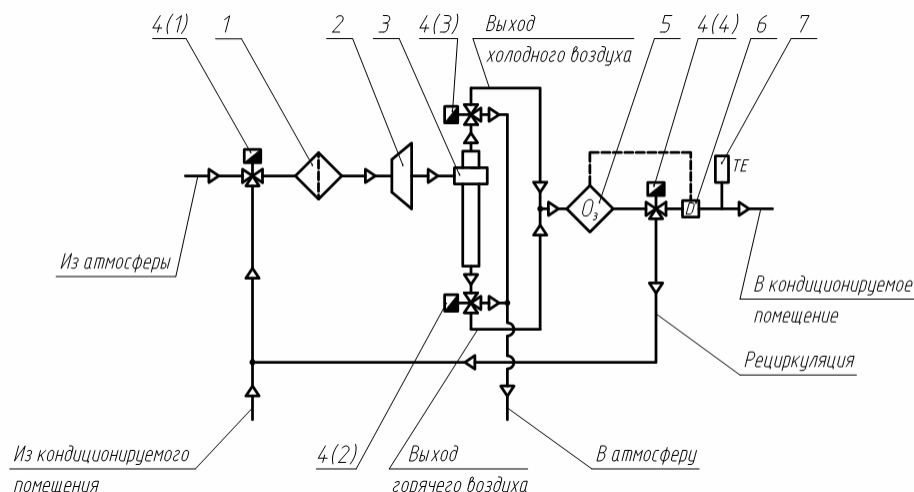 4(1)
1
2
3
4(3)
Выход
холодного воздуха
5
4(4)
6
7
TE
O₃
D
Из атмосферы
В кондиционируемое
помещение
Рециркуляция
Из кондиционируемого
помещения
4(2)
Выход
горячего воздуха
В атмосферу